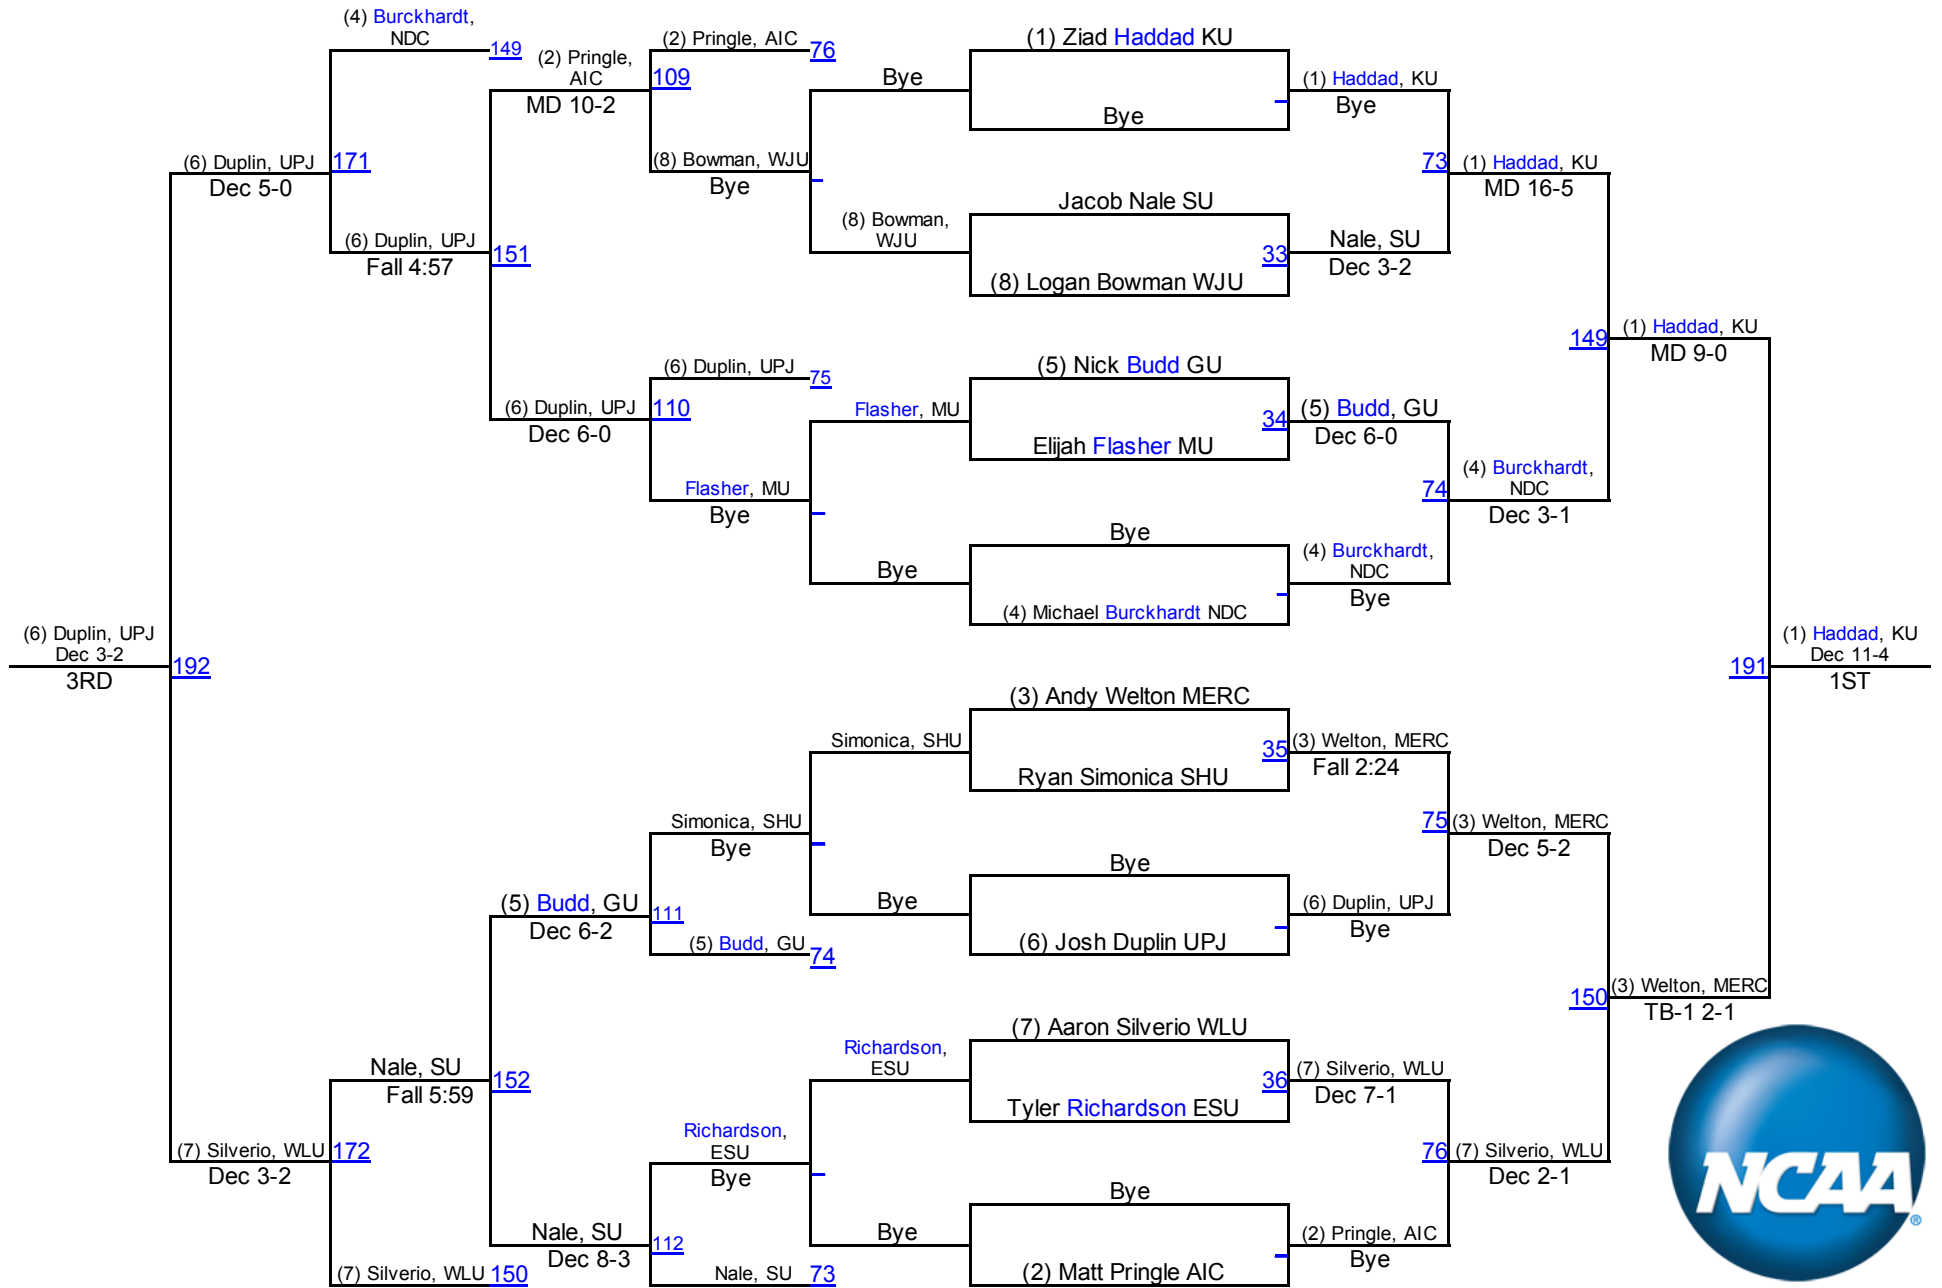 (4) Burckhardt,
NDC
149
(2) Pringle,
AIC
MD 10-2
(2) Pringle, AIC
76
109
Bye
(1) Ziad Haddad KU
Bye
(1) Haddad, KU
Bye
(6) Duplin, UPJ
Dec 5-0
171
(8) Bowman, WJU
Bye
73
(1) Haddad, KU
MD 16-5
(6) Duplin, UPJ
Fall 4:57
151
(8) Bowman,
WJU
Jacob Nale SU
33
(8) Logan Bowman WJU
Nale, SU
Dec 3-2
149
(1) Haddad, KU
MD 9-0
(6) Duplin, UPJ
75
(6) Duplin, UPJ
Dec 6-0
110
Flasher, MU
(5) Nick Budd GU
34
Elijah Flasher MU
(5) Budd, GU
Dec 6-0
Flasher, MU
Bye
74
(4) Burckhardt,
NDC
Dec 3-1
Bye
Bye
(4) Michael Burckhardt NDC
(4) Burckhardt,
NDC
Bye
(6) Duplin, UPJ
Dec 3-2
3RD
192
191
(1) Haddad, KU
Dec 11-4
1ST
Simonica, SHU
(3) Andy Welton MERC
35
Ryan Simonica SHU
(3) Welton, MERC
Fall 2:24
Simonica, SHU
Bye
75
(3) Welton, MERC
Dec 5-2
(5) Budd, GU
Dec 6-2
111
(5) Budd, GU
74
Bye
Bye
(6) Josh Duplin UPJ
(6) Duplin, UPJ
Bye
150
(3) Welton, MERC
TB-1 2-1
Nale, SU
Fall 5:59
152
Richardson,
ESU
(7) Aaron Silverio WLU
36
Tyler Richardson ESU
(7) Silverio, WLU
Dec 7-1
(7) Silverio, WLU
Dec 3-2
172
Richardson,
ESU
Bye
76
(7) Silverio, WLU
Dec 2-1
Nale, SU
Dec 8-3
112
Bye
Bye
(2) Matt Pringle AIC
(2) Pringle, AIC
Bye
(7) Silverio, WLU
150
Nale, SU
73
NCAA
®